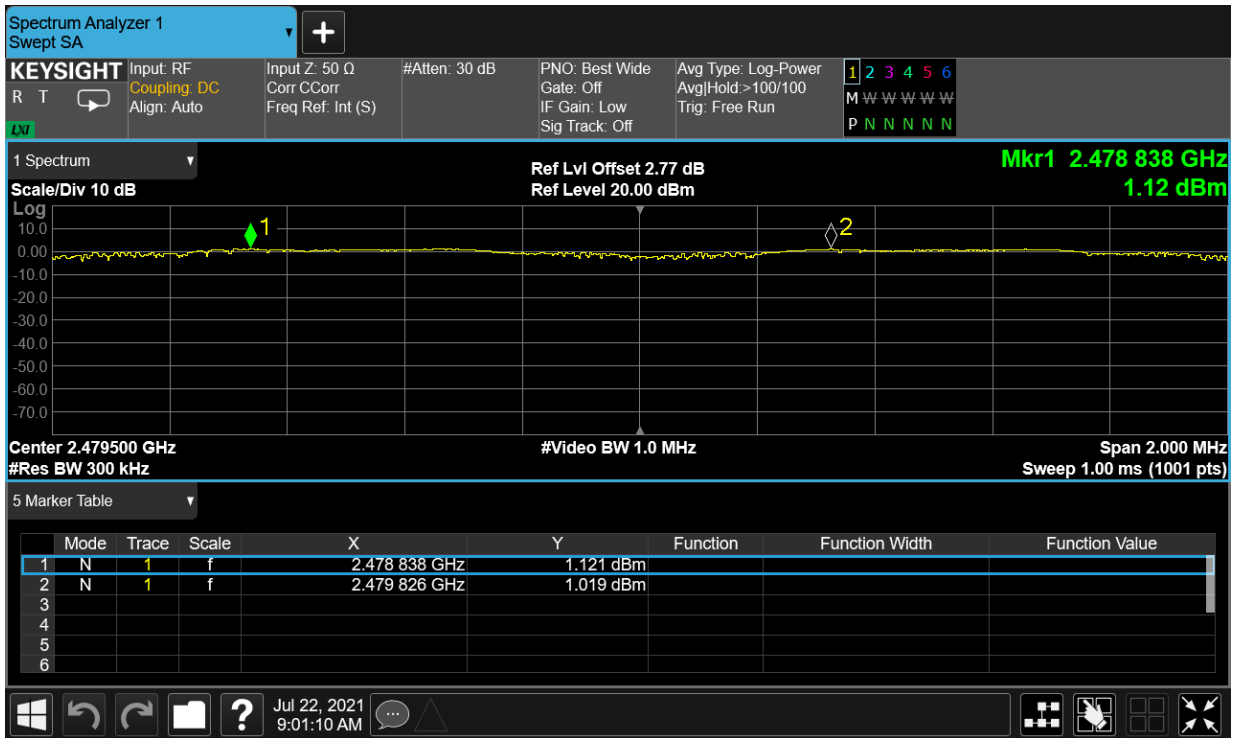 Spectrum Analyzer 1
Swept SA
+
KEYSIGHT
R T
LXI
Input: RF
Coupling: DC
Align: Auto
Input Z: 50 Ω
Corr CCorr
Freq Ref: Int (S)
#Atten: 30 dB
PNO: Best Wide
Gate: Off
IF Gain: Low
Sig Track: Off
Avg Type: Log-Power
Avg|Hold:>100/100
Trig: Free Run
1 2 3 4 5 6
M W W W W W
P N N N N N
1 Spectrum
Scale/Div 10 dB
Ref Lvl Offset 2.77 dB
Ref Level 20.00 dBm
Mkr1 2.478 838 GHz
1.12 dBm
Log
10.0
0.00
-10.0
-20.0
-30.0
-40.0
-50.0
-60.0
-70.0
1
2
Center 2.479500 GHz
#Video BW 1.0 MHz
Span 2.000 MHz
#Res BW 300 kHz
Sweep 1.00 ms (1001 pts)
5 Marker Table
Mode Trace Scale X Y Function Function Width Function Value
1 N 1 f 2.478 838 GHz 1.121 dBm
2 N 1 f 2.479 826 GHz 1.019 dBm
3
4
5
6
?
Jul 22, 2021
9:01:10 AM